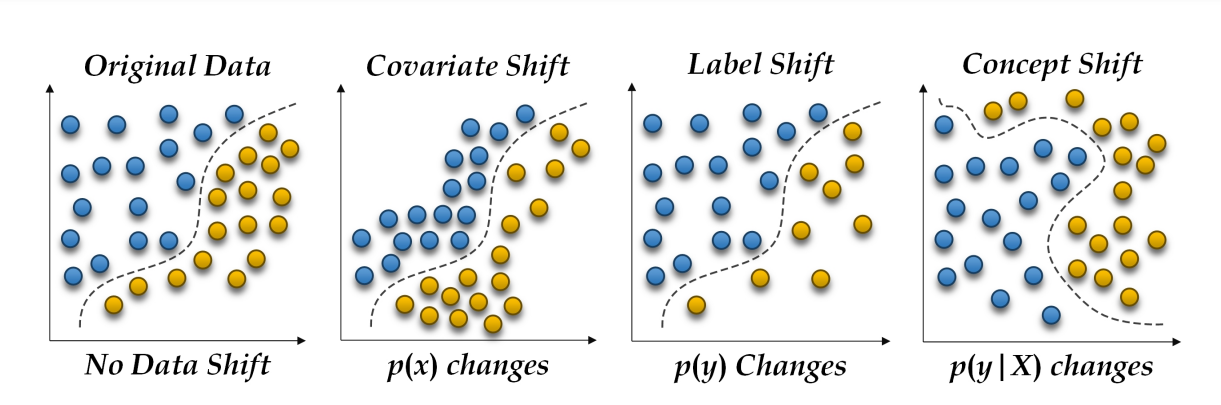 Original Data
Covariate Shift
Label Shift
Concept Shift
No Data Shift
p(x) changes
p(y) Changes
p(y|X) changes